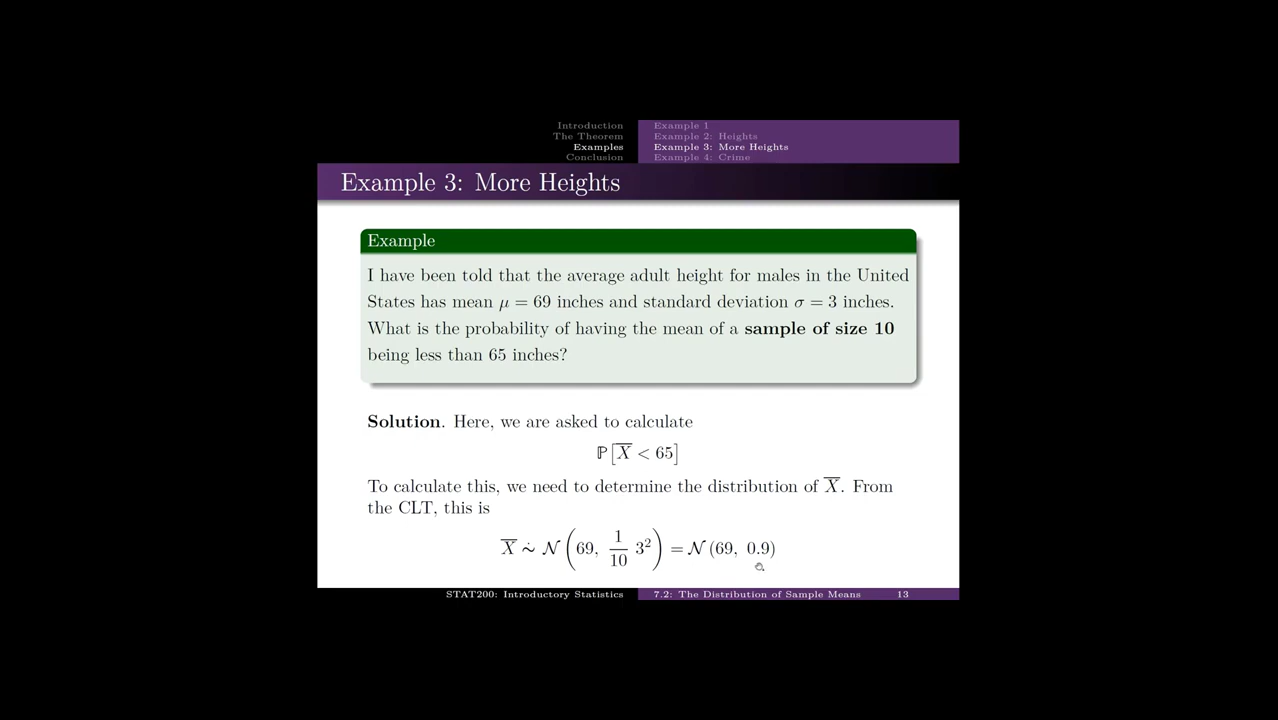 Introduction
The Theorem
Examples
Conclusion
Example 1
Example 2: Heights
Example 3: More Heights
Example 4: Crime
Example 3: More Heights
Example
I have been told that the average adult height for males in the United
States has mean μ = 69 inches and standard deviation σ = 3 inches.
What is the probability of having the mean of a sample of size 10
being less than 65 inches?
Solution. Here, we are asked to calculate
ℙ[X̅ < 65]
To calculate this, we need to determine the distribution of X̅. From
the CLT, this is
X̅ ∼̇ 𝒩(69, 1/10 3²) = 𝒩(69, 0.9)
STAT200: Introductory Statistics
7.2: The Distribution of Sample Means
13